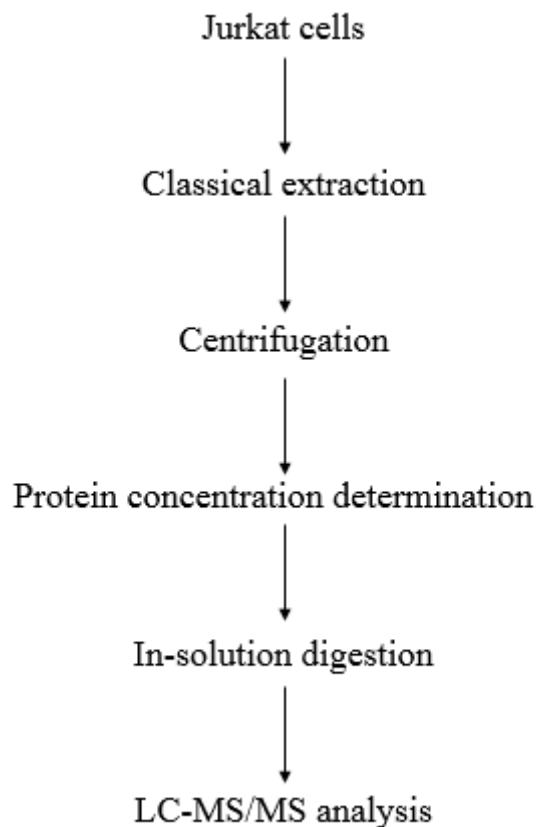 Jurkat cells
Classical extraction
Centrifugation
Protein concentration determination
In-solution digestion
LC-MS/MS analysis